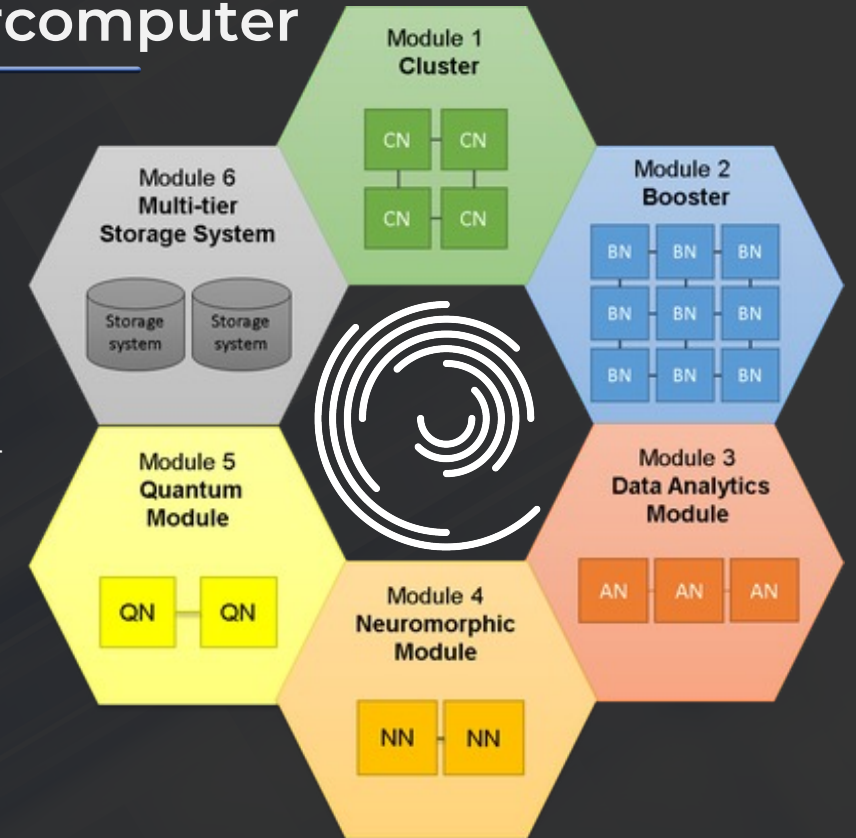 rcomputer
Module 1
Cluster
CN CN
CN CN
Module 2
Booster
BN BN BN
BN BN BN
BN BN BN
Module 3
Data Analytics
Module
AN AN AN
Module 4
Neuromorphic
Module
NN NN
Module 5
Quantum
Module
QN QN
Module 6
Multi-tier
Storage System
Storage
system
Storage
system